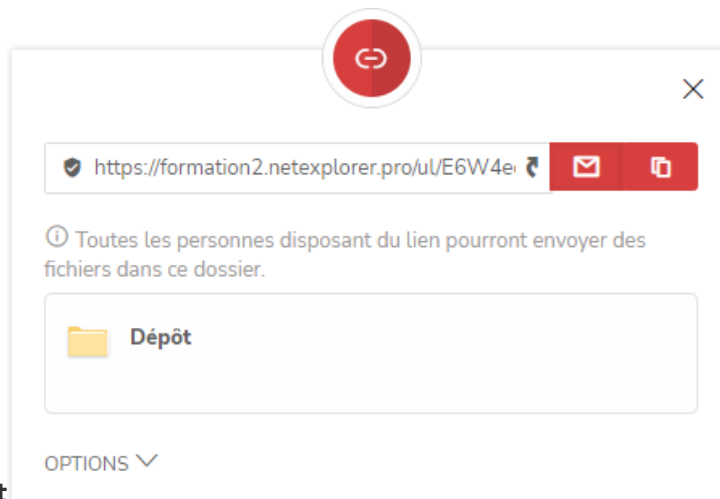 https://formation2.netexplorer.pro/ul/E6W4e
Toutes les personnes disposant du lien pourront envoyer des
fichiers dans ce dossier.
Dépôt
OPTIONS
t